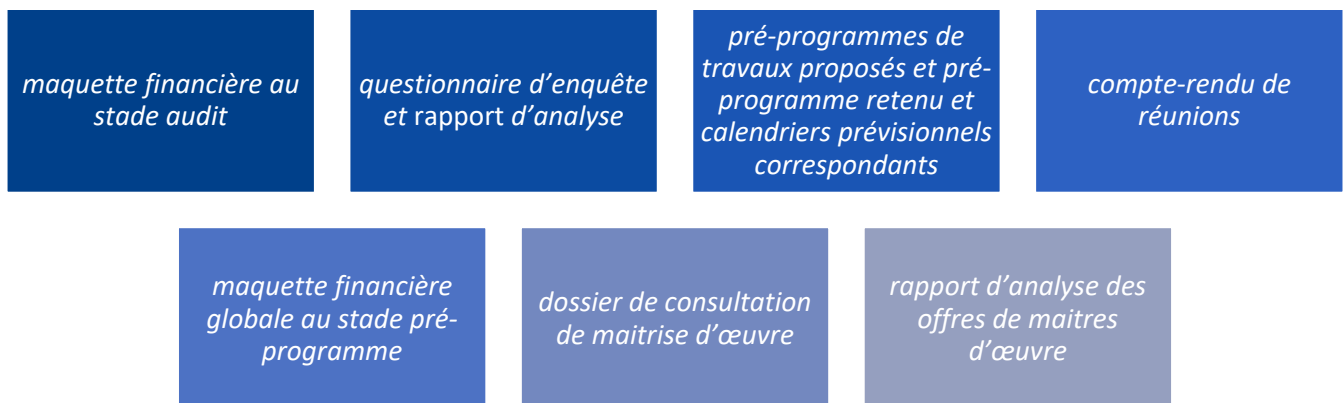 maquette financière au
stade audit
questionnaire d'enquête
et rapport d'analyse
pré-programmes de
travaux proposés et pré-
programme retenu et
calendriers prévisionnels
correspondants
compte-rendu de
réunions
maquette financière
globale au stade pré-
programme
dossier de consultation
de maitrise d'œuvre
rapport d'analyse des
offres de maitres
d'œuvre